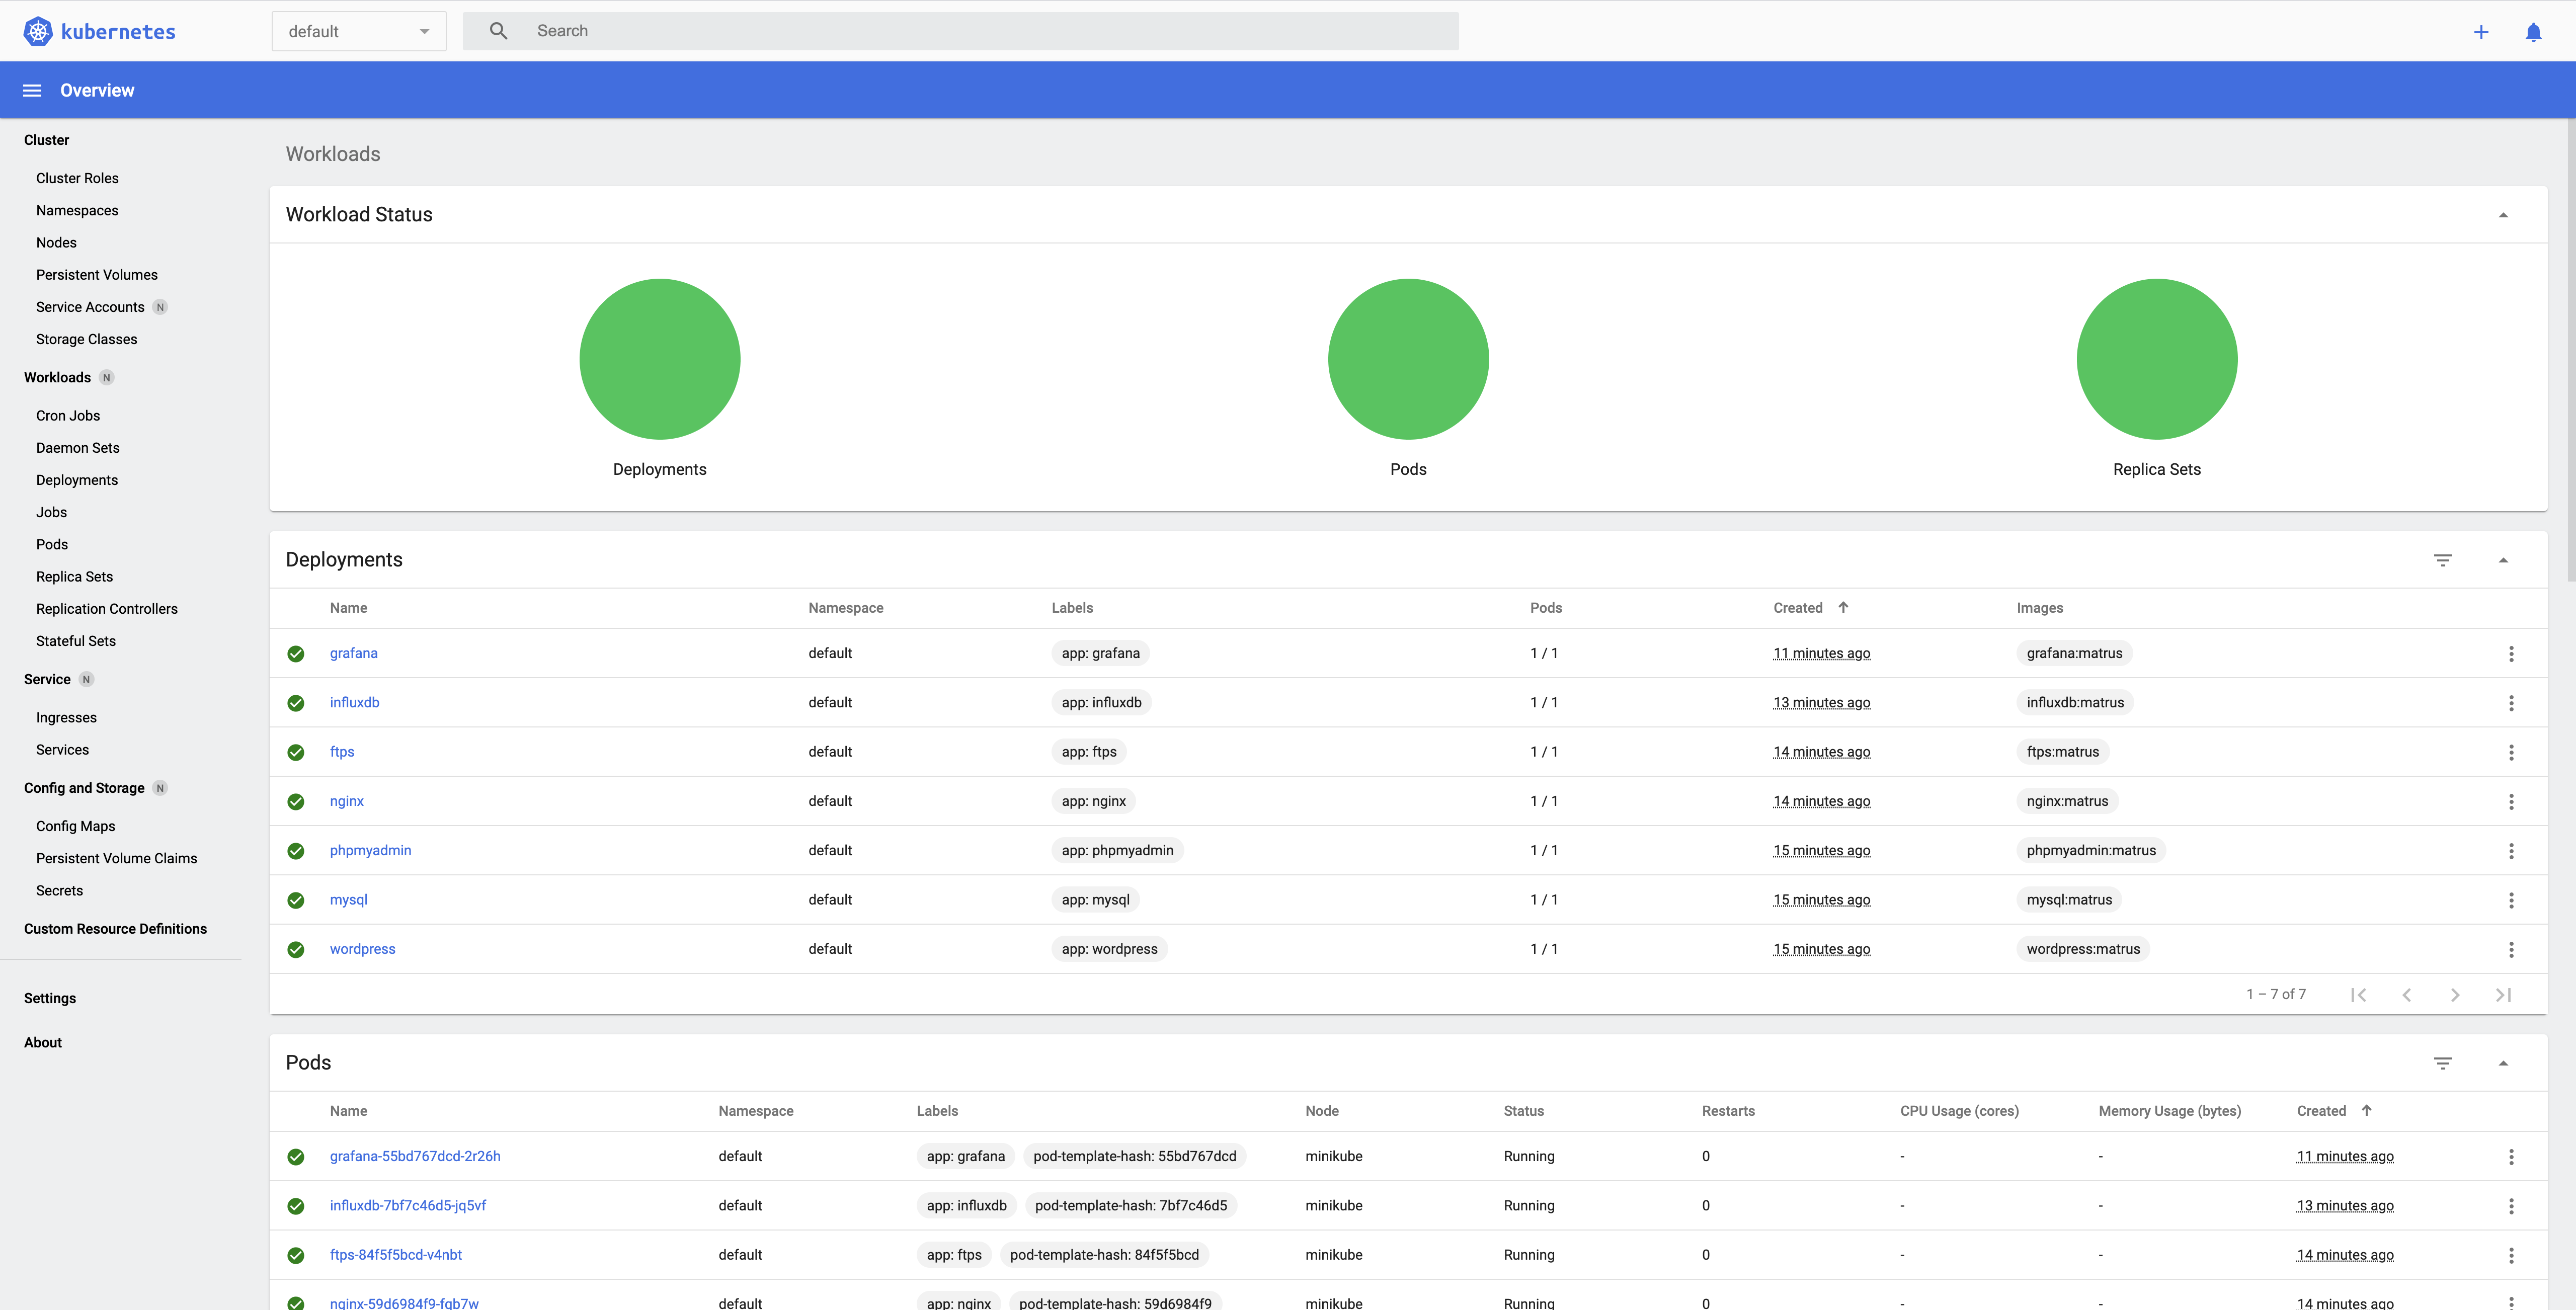 kubernetes
default
Search
Overview
Cluster
Cluster Roles
Namespaces
Nodes
Persistent Volumes
Service Accounts N
Storage Classes
Workloads N
Cron Jobs
Daemon Sets
Deployments
Jobs
Pods
Replica Sets
Replication Controllers
Stateful Sets
Service N
Ingresses
Services
Config and Storage N
Config Maps
Persistent Volume Claims
Secrets
Custom Resource Definitions
Settings
About
Workloads
Workload Status
Deployments Pods Replica Sets
Deployments
Name Namespace Labels Pods Created Images
grafana default app: grafana 1 / 1 11 minutes ago grafana:matrus
influxdb default app: influxdb 1 / 1 13 minutes ago influxdb:matrus
ftps default app: ftps 1 / 1 14 minutes ago ftps:matrus
nginx default app: nginx 1 / 1 14 minutes ago nginx:matrus
phpmyadmin default app: phpmyadmin 1 / 1 15 minutes ago phpmyadmin:matrus
mysql default app: mysql 1 / 1 15 minutes ago mysql:matrus
wordpress default app: wordpress 1 / 1 15 minutes ago wordpress:matrus
1 – 7 of 7
Pods
Name Namespace Labels Node Status Restarts CPU Usage (cores) Memory Usage (bytes) Created
grafana-55bd767dcd-2r26h default app: grafana pod-template-hash: 55bd767dcd minikube Running 0 - - 11 minutes ago
influxdb-7bf7c46d5-jq5vf default app: influxdb pod-template-hash: 7bf7c46d5 minikube Running 0 - - 13 minutes ago
ftps-84f5f5bcd-v4nbt default app: ftps pod-template-hash: 84f5f5bcd minikube Running 0 - - 14 minutes ago
nginx-59d6984f9-fgb7w default app: nginx pod-template-hash: 59d6984f9 minikube Running 0 - - 14 minutes ago